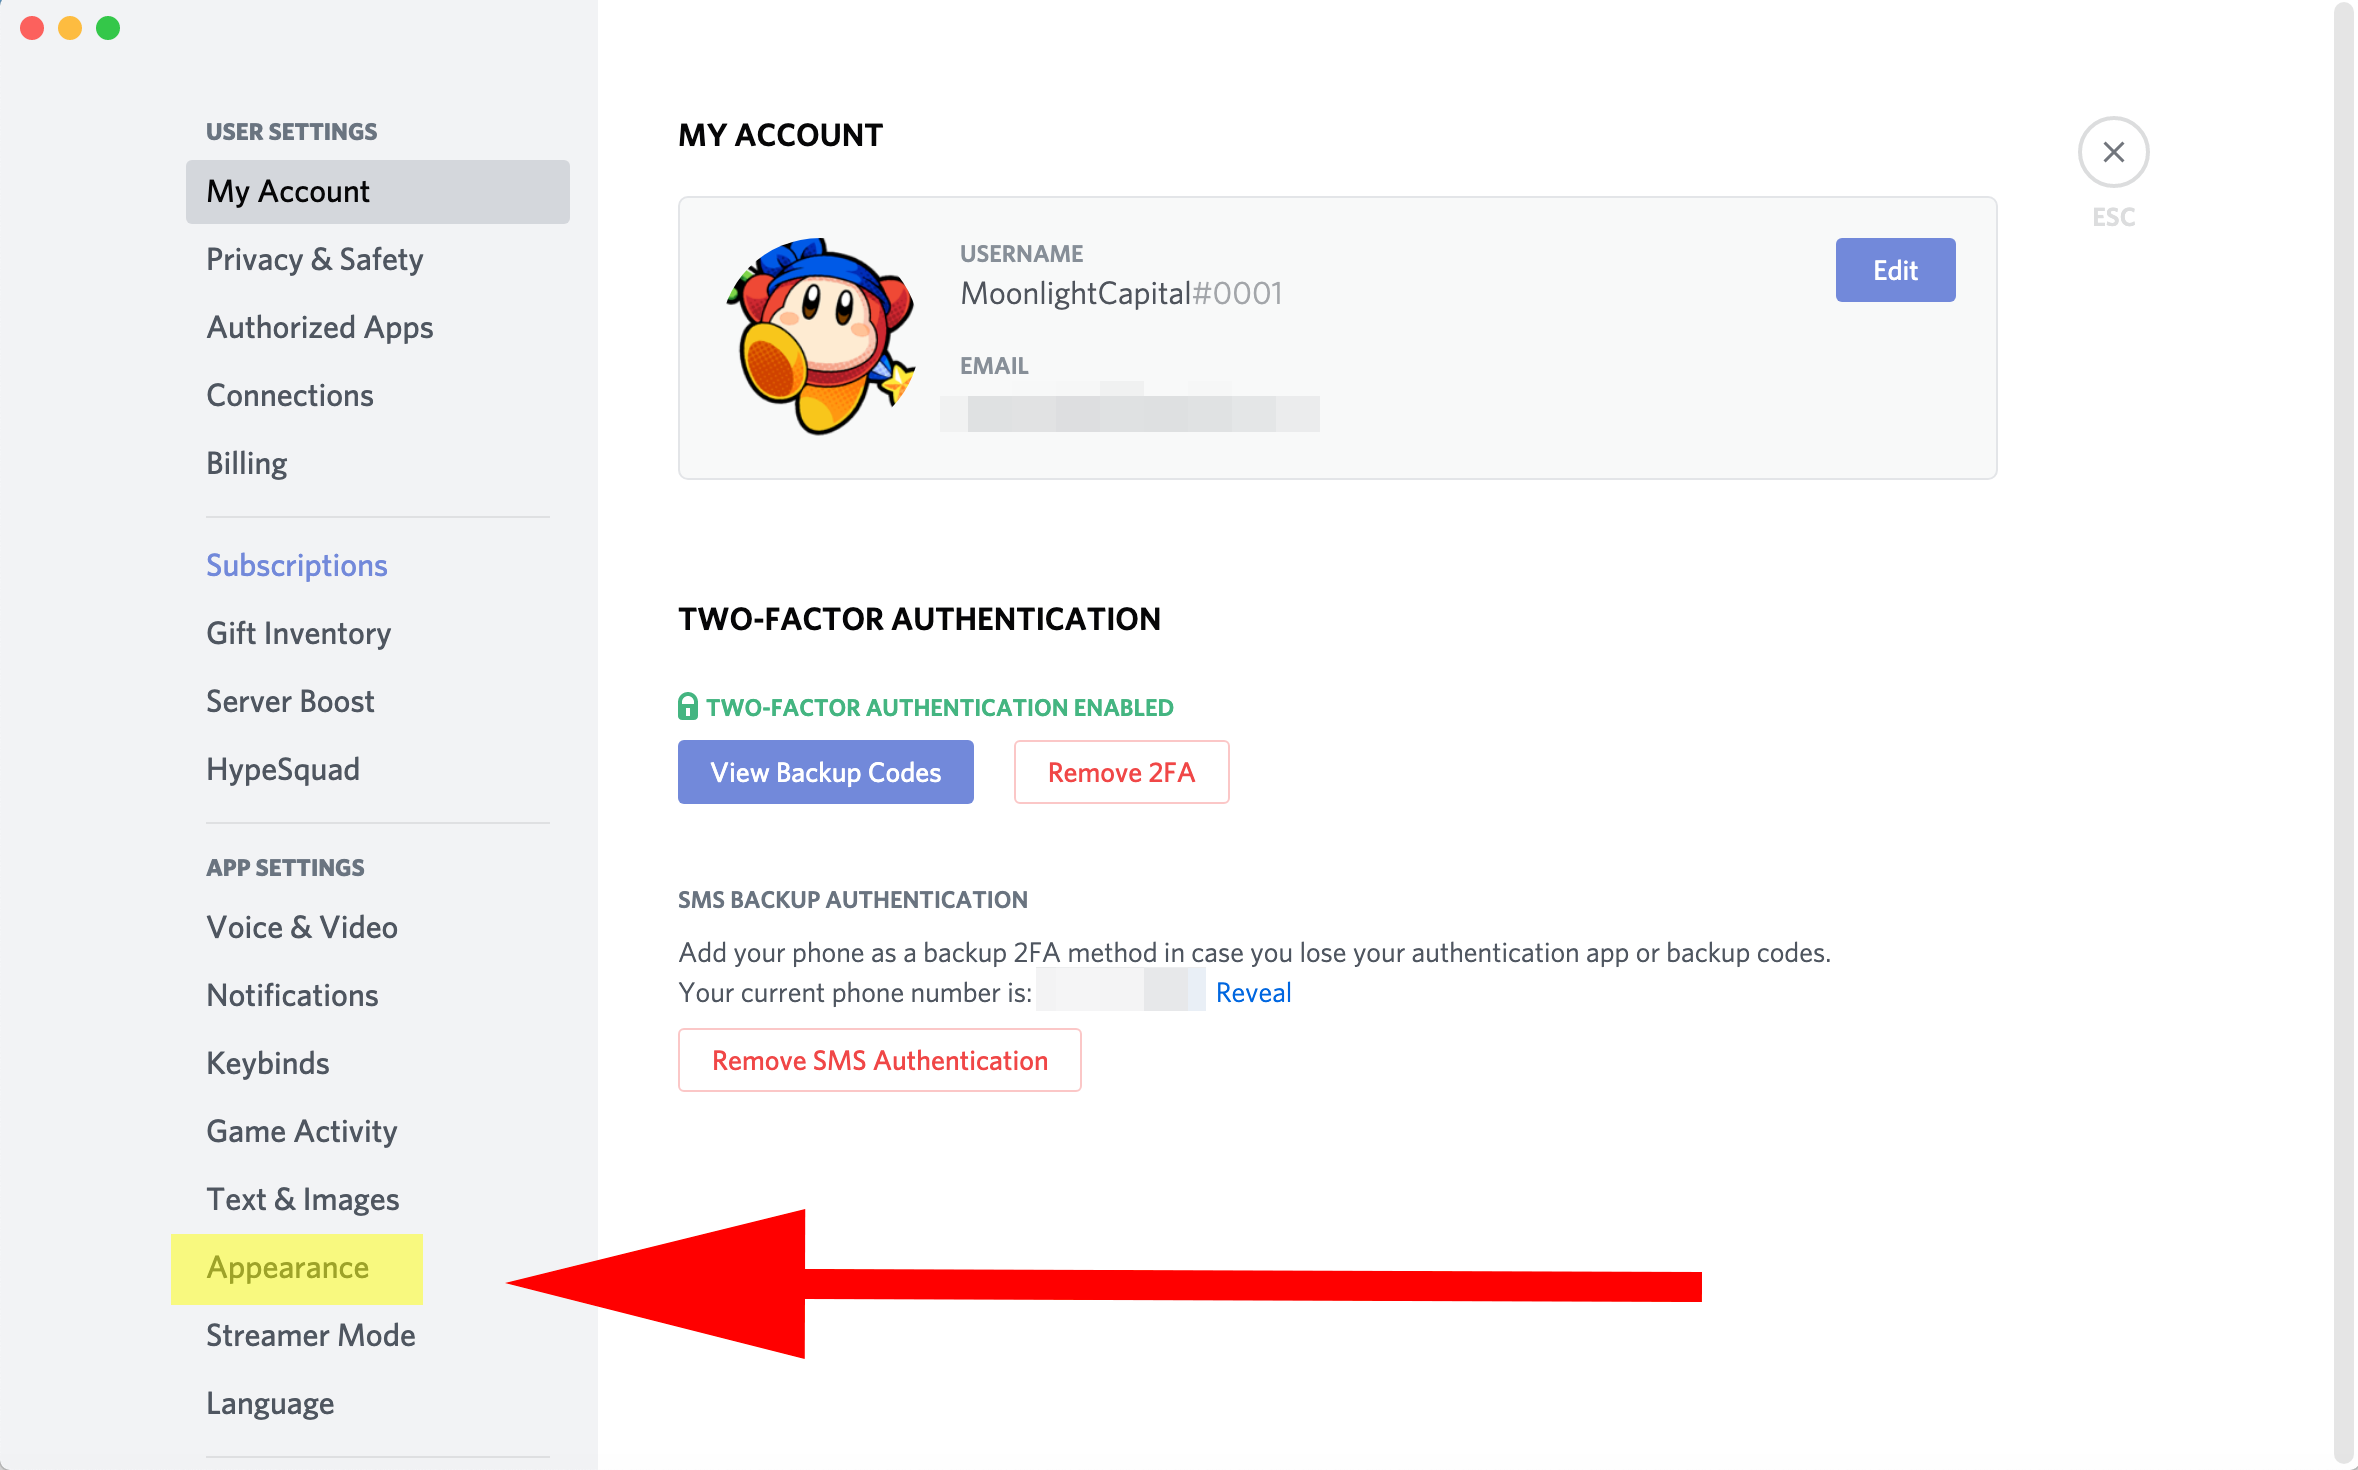 USER SETTINGS
My Account
Privacy & Safety
Authorized Apps
Connections
Billing
Subscriptions
Gift Inventory
Server Boost
HypeSquad
APP SETTINGS
Voice & Video
Notifications
Keybinds
Game Activity
Text & Images
Appearance
Streamer Mode
Language
MY ACCOUNT
USERNAME
MoonlightCapital#0001
Edit
EMAIL
ESC
TWO-FACTOR AUTHENTICATION
TWO-FACTOR AUTHENTICATION ENABLED
View Backup Codes
Remove 2FA
SMS BACKUP AUTHENTICATION
Add your phone as a backup 2FA method in case you lose your authentication app or backup codes.
Your current phone number is: Reveal
Remove SMS Authentication